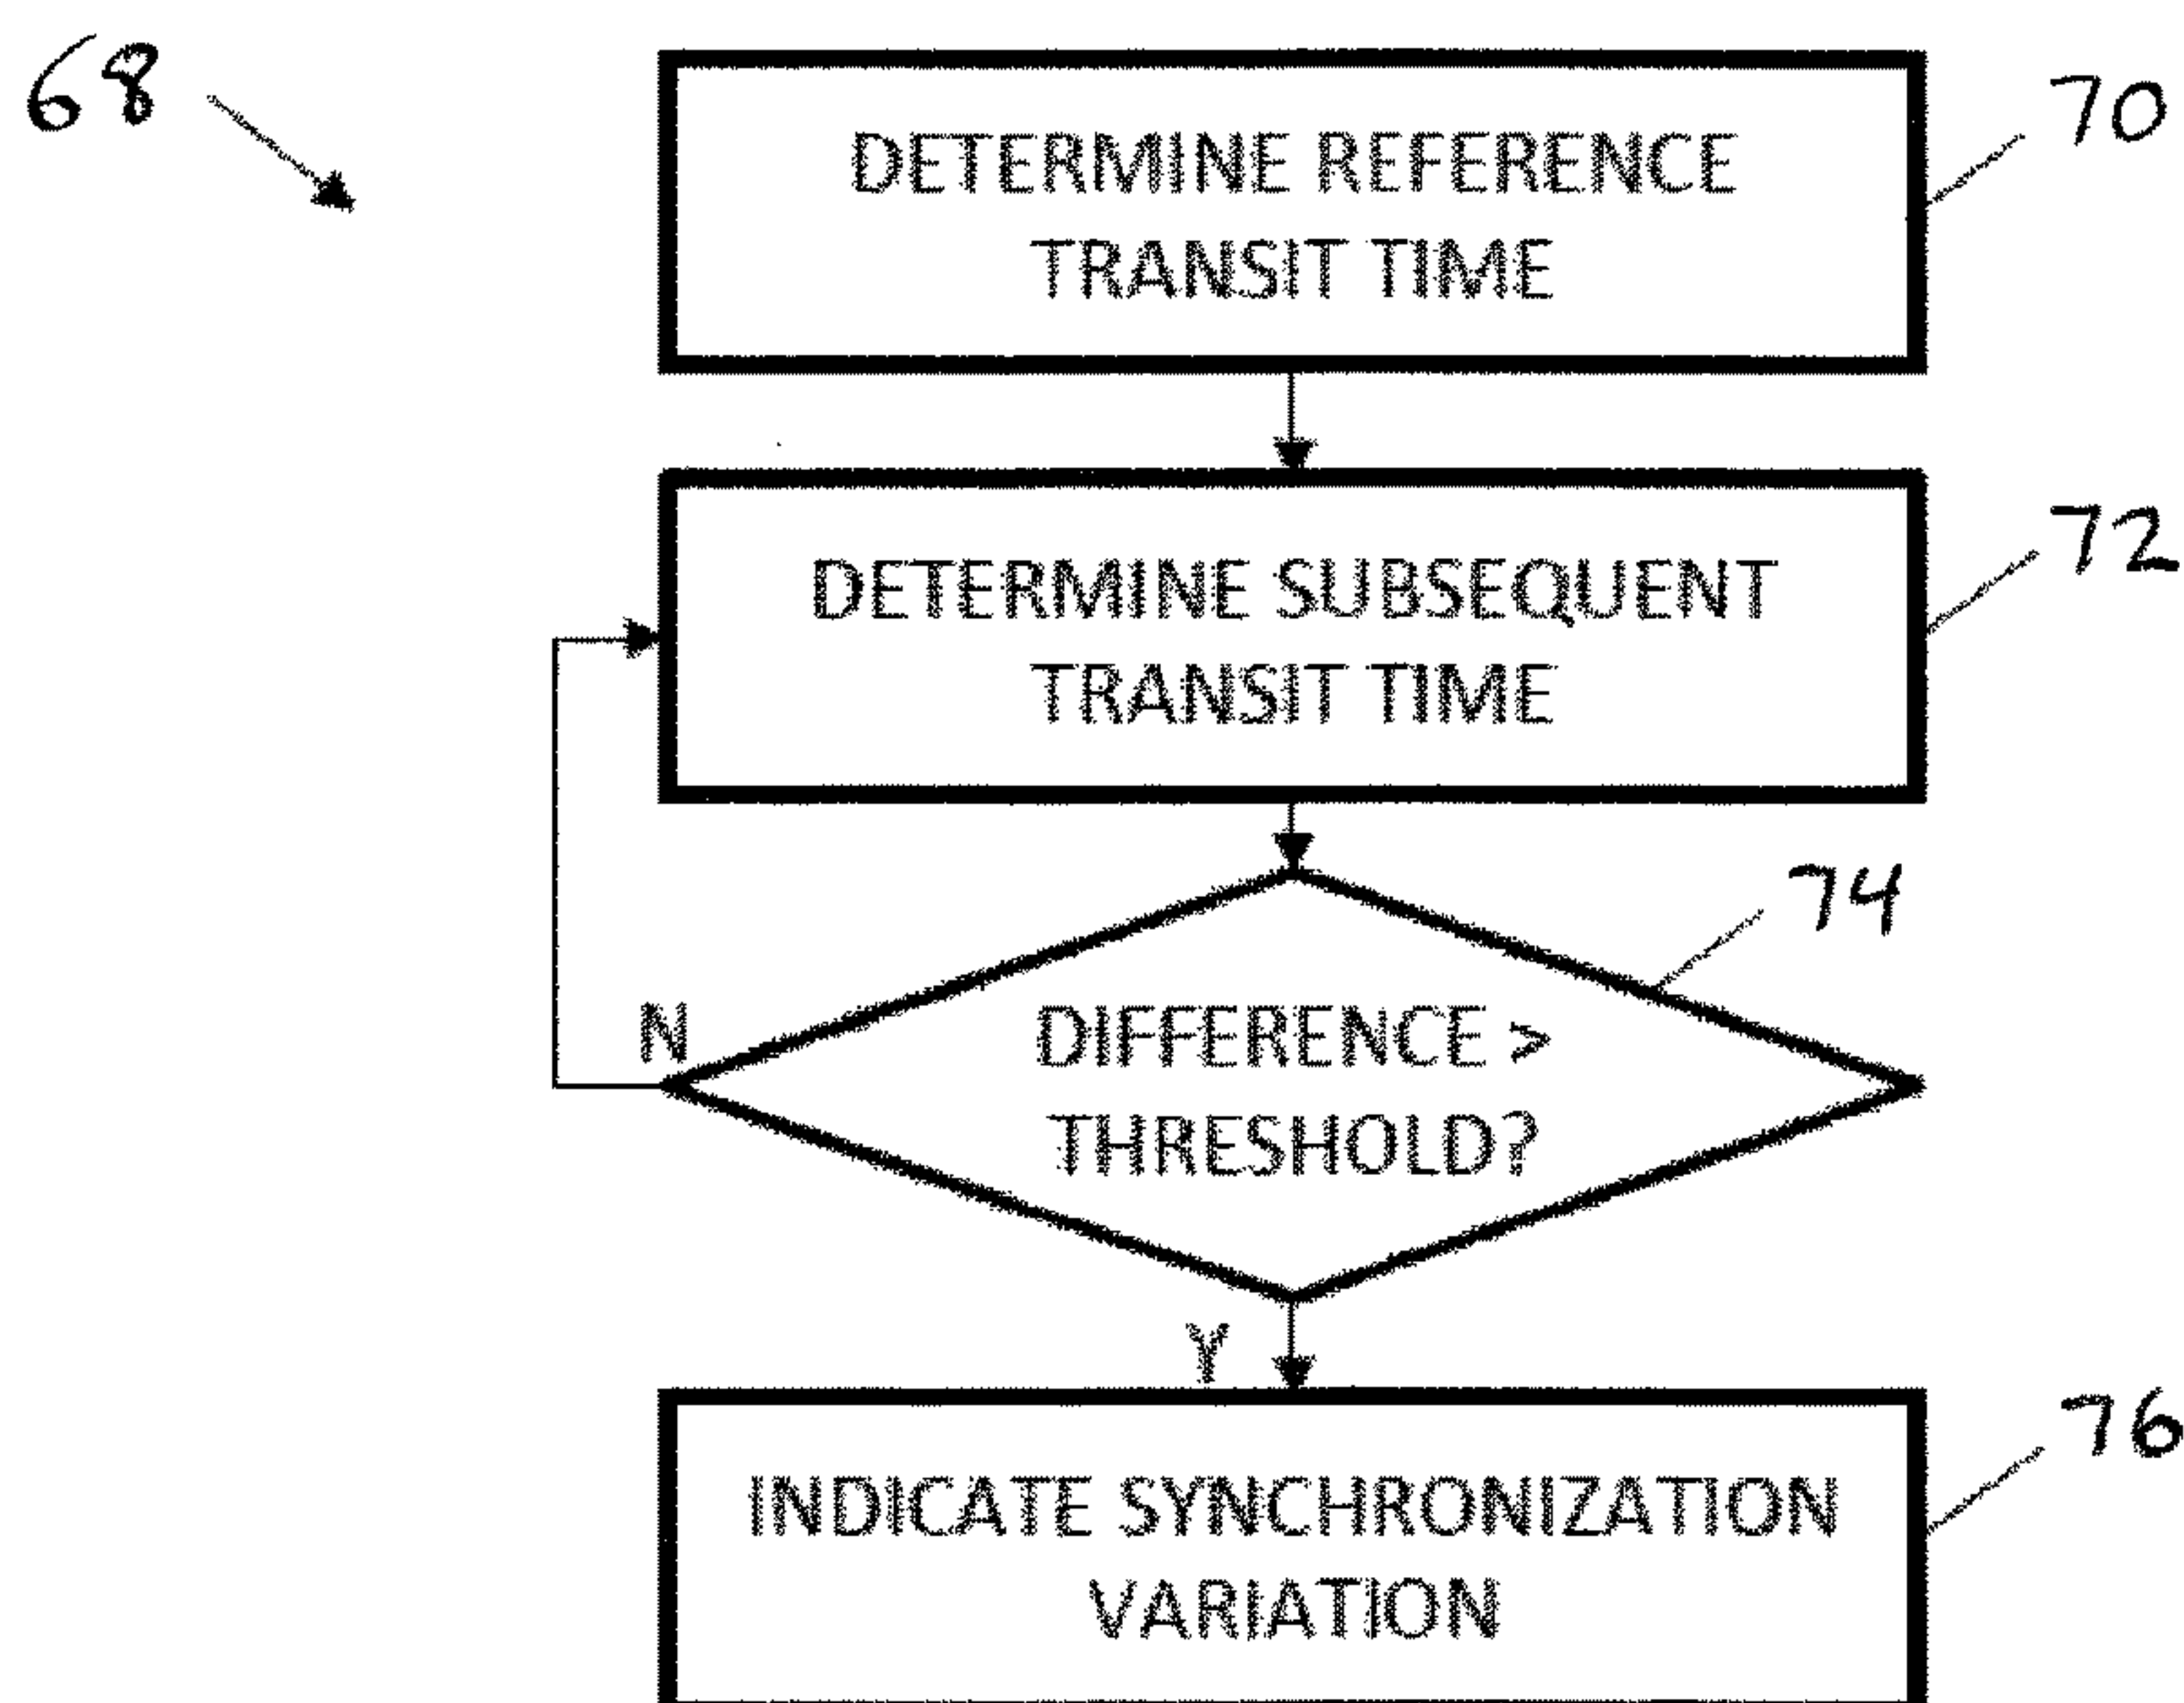 68
DETERMINE REFERENCE
TRANSIT TIME
70
DETERMINE SUBSEQUENT
TRANSIT TIME
72
DIFFERENCE >
THRESHOLD?
74
N
Y
INDICATE SYNCHRONIZATION
VARIATION
76